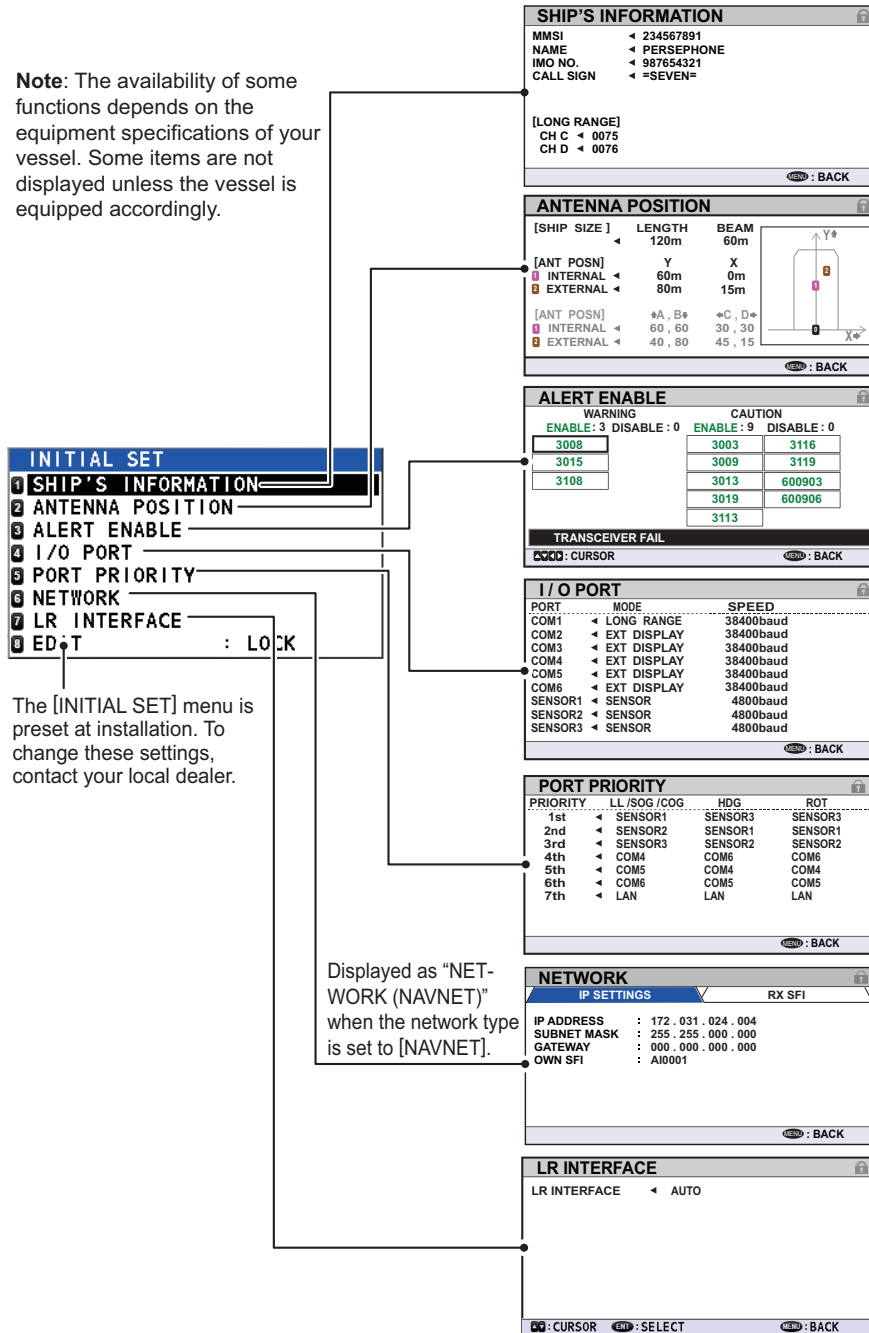 Note: The availability of some
functions depends on the
equipment specifications of your
vessel. Some items are not
displayed unless the vessel is
equipped accordingly.
INITIAL SET
1 SHIP'S INFORMATION
2 ANTENNA POSITION
3 ALERT ENABLE
4 I/O PORT
5 PORT PRIORITY
6 NETWORK
7 LR INTERFACE
8 EDIT : LOCK
The [INITIAL SET] menu is
preset at installation. To
change these settings,
contact your local dealer.
SHIP'S INFORMATION
MMSI ◄ 234567891
NAME ◄ PERSEPHONE
IMO NO. ◄ 987654321
CALL SIGN ◄ =SEVEN=
[LONG RANGE]
CH C ◄ 0075
CH D ◄ 0076
MENU : BACK
ANTENNA POSITION
[SHIP SIZE ] LENGTH BEAM
◄ 120m 60m
[ANT POSN] Y X
1 INTERNAL ◄ 60m 0m
2 EXTERNAL ◄ 80m 15m
[ANT POSN] ↑A , B↓ ←C , D→
1 INTERNAL ◄ 60 , 60 30 , 30
2 EXTERNAL ◄ 40 , 80 45 , 15
Y↑
2
1
0
X→
MENU : BACK
ALERT ENABLE
WARNING CAUTION
ENABLE : 3 DISABLE : 0 ENABLE : 9 DISABLE : 0
3008 3003 3116
3015 3009 3119
3108 3013 600903
3019 600906
3113
TRANSCEIVER FAIL
▲▼◄► : CURSOR MENU : BACK
I / O PORT
PORT MODE SPEED
COM1 ◄ LONG RANGE 38400baud
COM2 ◄ EXT DISPLAY 38400baud
COM3 ◄ EXT DISPLAY 38400baud
COM4 ◄ EXT DISPLAY 38400baud
COM5 ◄ EXT DISPLAY 38400baud
COM6 ◄ EXT DISPLAY 38400baud
SENSOR1 ◄ SENSOR 4800baud
SENSOR2 ◄ SENSOR 4800baud
SENSOR3 ◄ SENSOR 4800baud
MENU : BACK
PORT PRIORITY
PRIORITY LL /SOG /COG HDG ROT
1st ◄ SENSOR1 SENSOR3 SENSOR3
2nd ◄ SENSOR2 SENSOR1 SENSOR1
3rd ◄ SENSOR3 SENSOR2 SENSOR2
4th ◄ COM4 COM6 COM6
5th ◄ COM5 COM4 COM4
6th ◄ COM6 COM5 COM5
7th ◄ LAN LAN LAN
MENU : BACK
Displayed as “NET-
WORK (NAVNET)”
when the network type
is set to [NAVNET].
NETWORK
IP SETTINGS RX SFI
IP ADDRESS : 172 . 031 . 024 . 004
SUBNET MASK : 255 . 255 . 000 . 000
GATEWAY : 000 . 000 . 000 . 000
OWN SFI : AI0001
MENU : BACK
LR INTERFACE
LR INTERFACE ◄ AUTO
▲▼ : CURSOR ENT : SELECT MENU : BACK